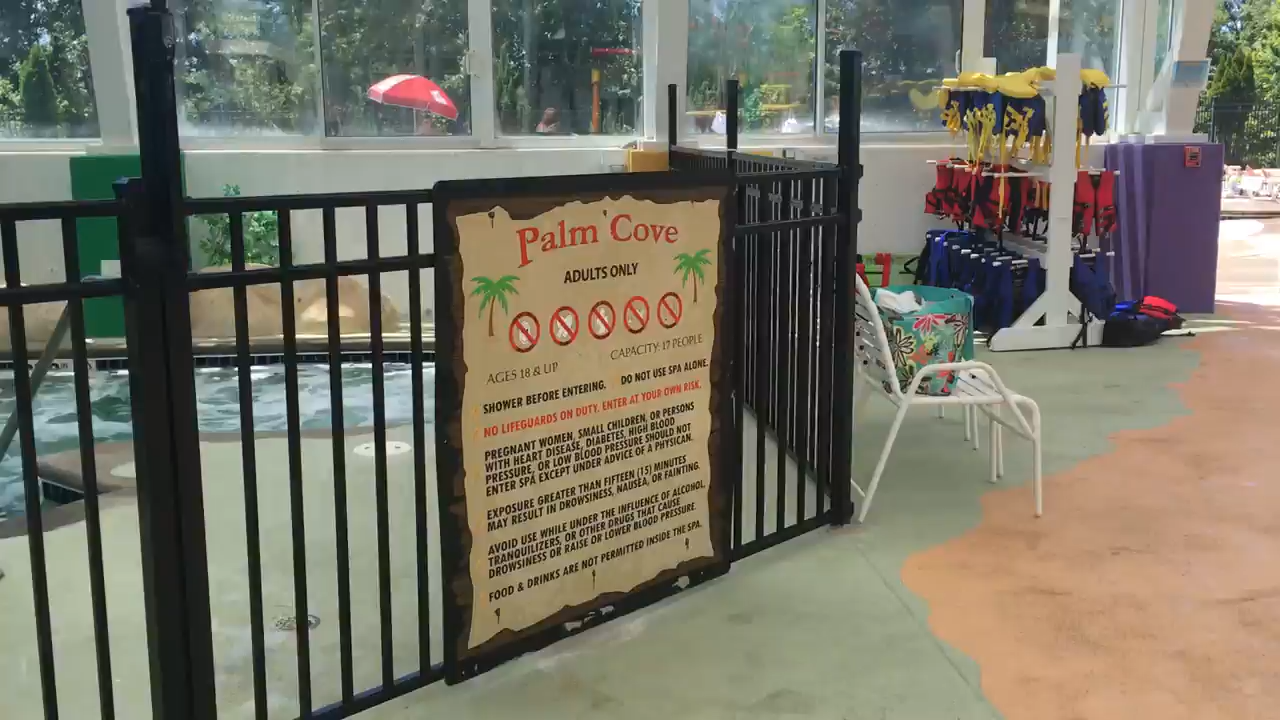 Palm Cove
ADULTS ONLY
CAPACITY: 17 PEOPLE
AGES 18 & UP
SHOWER BEFORE ENTERING. DO NOT USE SPA ALONE.
NO LIFEGUARDS ON DUTY. ENTER AT YOUR OWN RISK.
PREGNANT WOMEN, SMALL CHILDREN, OR PERSONS
WITH HEART DISEASE, DIABETES, HIGH BLOOD
PRESSURE, OR LOW BLOOD PRESSURE SHOULD NOT
ENTER SPA EXCEPT UNDER ADVICE OF A PHYSICAN.
EXPOSURE GREATER THAN FIFTEEN (15) MINUTES
MAY RESULT IN DROWSINESS, NAUSEA, OR FAINTING.
AVOID USE WHILE UNDER THE INFLUENCE OF ALCOHOL,
TRANQUILIZERS, OR OTHER DRUGS THAT CAUSE
DROWSINESS OR RAISE OR LOWER BLOOD PRESSURE.
FOOD & DRINKS ARE NOT PERMITTED INSIDE THE SPA.